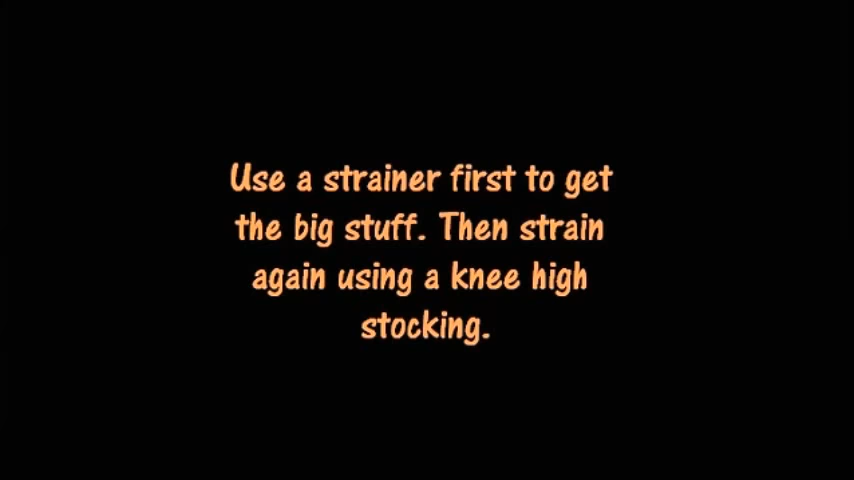 Use a strainer first to get
the big stuff. Then strain
again using a knee high
stocking.